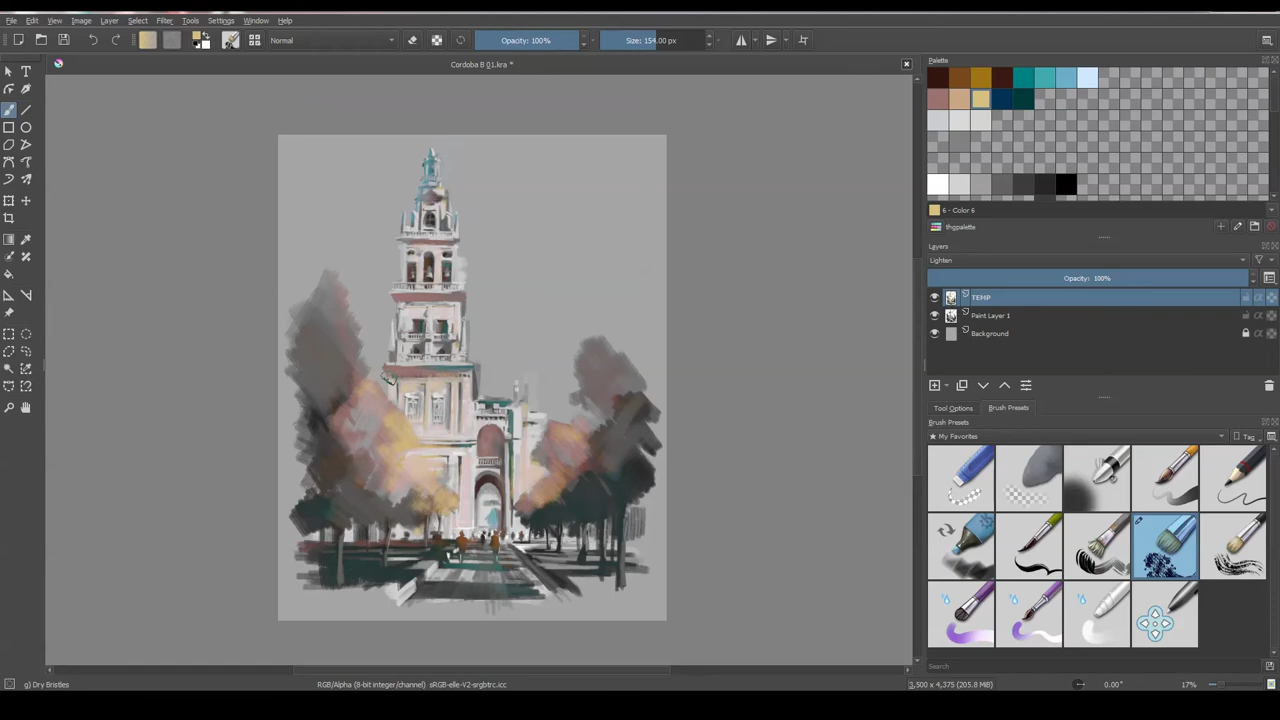 File Edit View Image Layer Select Filter Tools Settings Window Help
Normal Opacity: 100% Size: 154.00 px
Cordoba B 01.kra *
Palette
6 - Color 6
thgpalette
Layers
Lighten
Opacity: 100%
TEMP
Paint Layer 1
Background
Tool Options Brush Presets
Brush Presets
My Favorites Tag
Search
g) Dry Bristles RGB/Alpha (8-bit integer/channel) sRGB-elle-V2-srgbtrc.icc 3,500 x 4,375 (205.8 MiB) 0.00° 17%